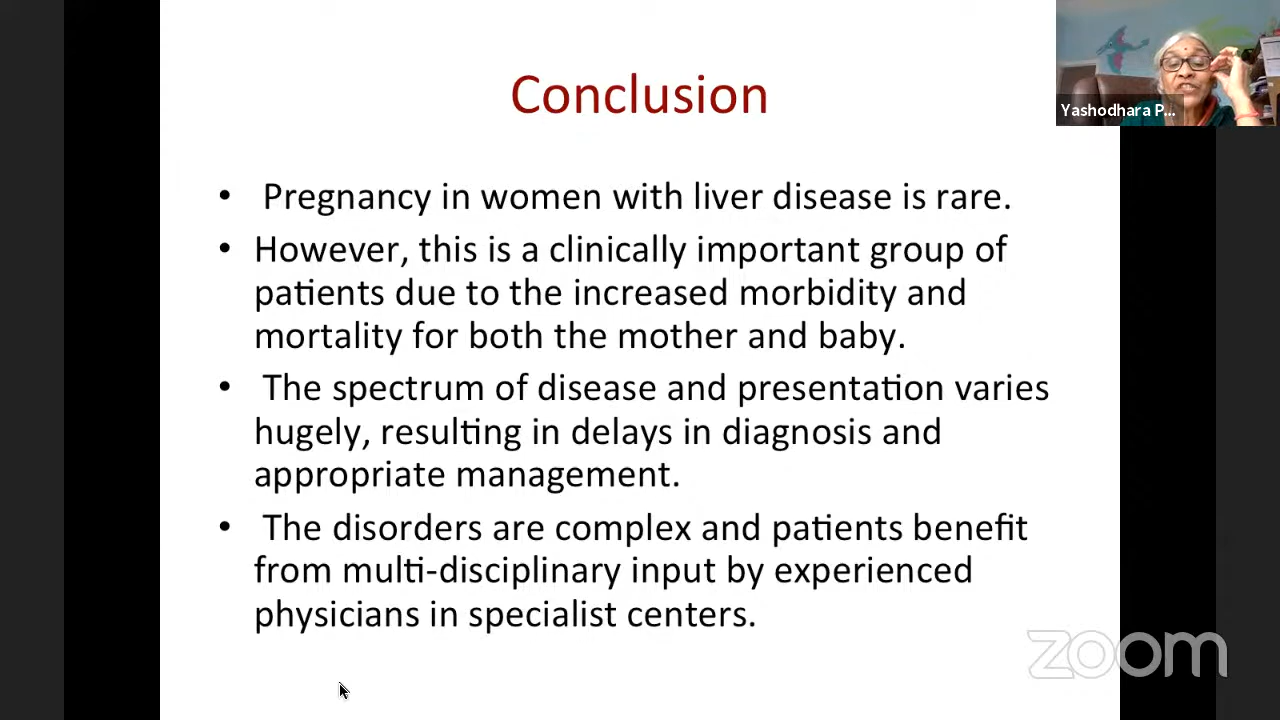 Conclusion
Yashodhara P...
• Pregnancy in women with liver disease is rare.
• However, this is a clinically important group of
patients due to the increased morbidity and
mortality for both the mother and baby.
• The spectrum of disease and presentation varies
hugely, resulting in delays in diagnosis and
appropriate management.
• The disorders are complex and patients benefit
from multi-disciplinary input by experienced
physicians in specialist centers.
zoom